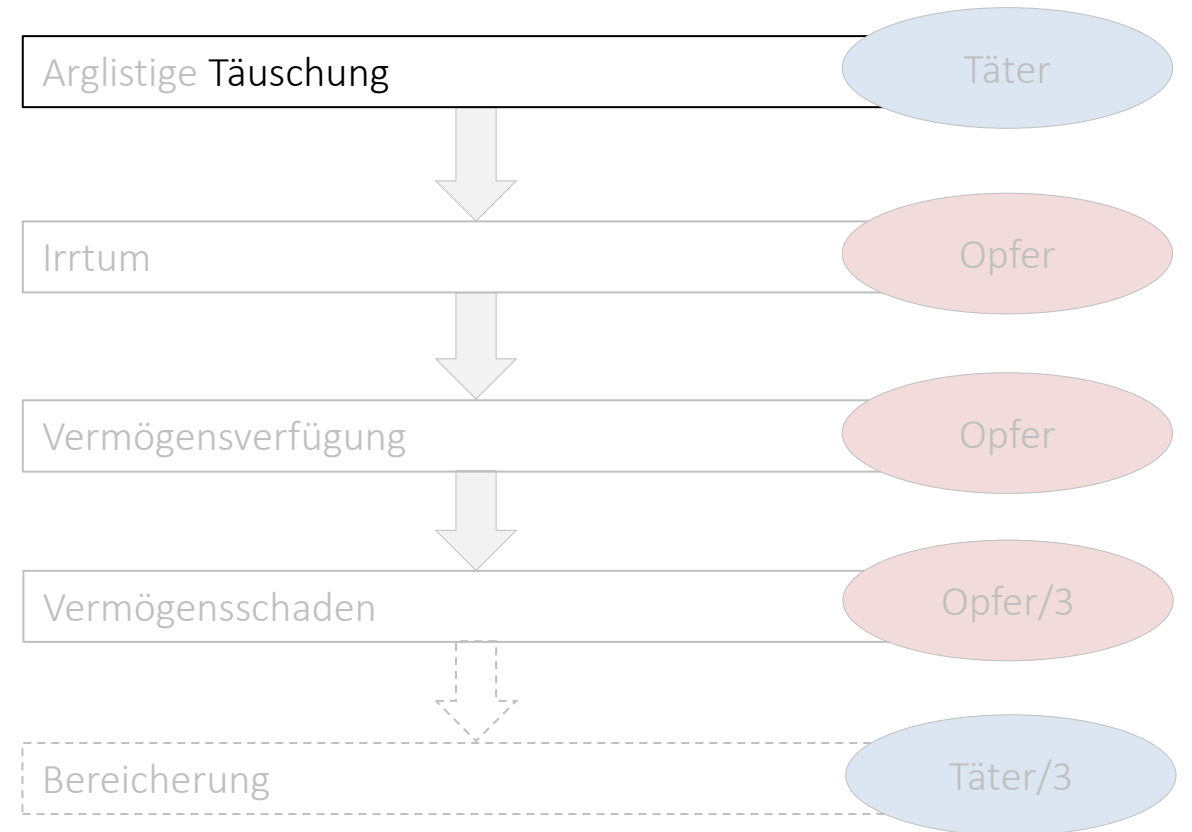 Arglistige Täuschung Täter
Irrtum Opfer
Vermögensverfügung Opfer
Vermögensschaden Opfer/3
Bereicherung Täter/3